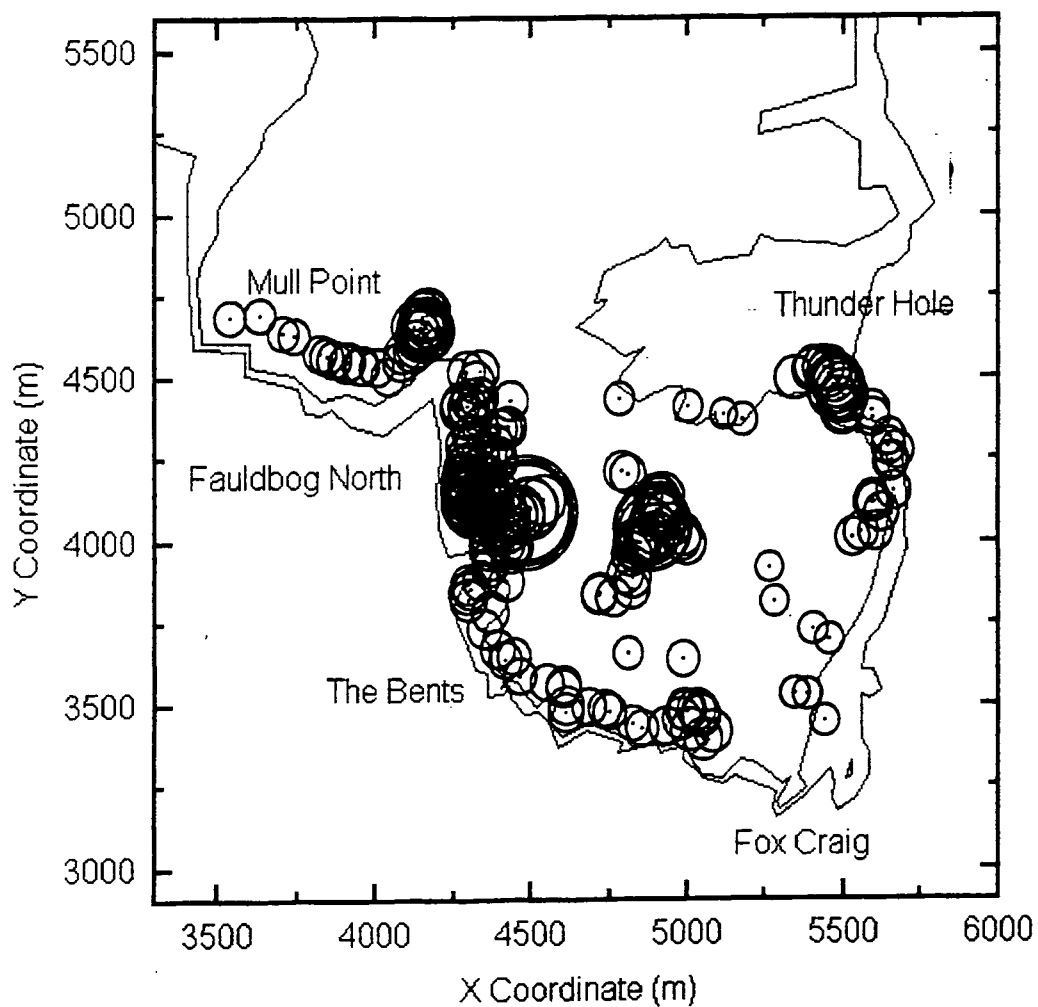 5500
5000
4500
4000
3500
3000
Y Coordinate (m)
Mull Point
Thunder Hole
Fauldbog North
The Bents
Fox Craig
3500 4000 4500 5000 5500 6000
X Coordinate (m)